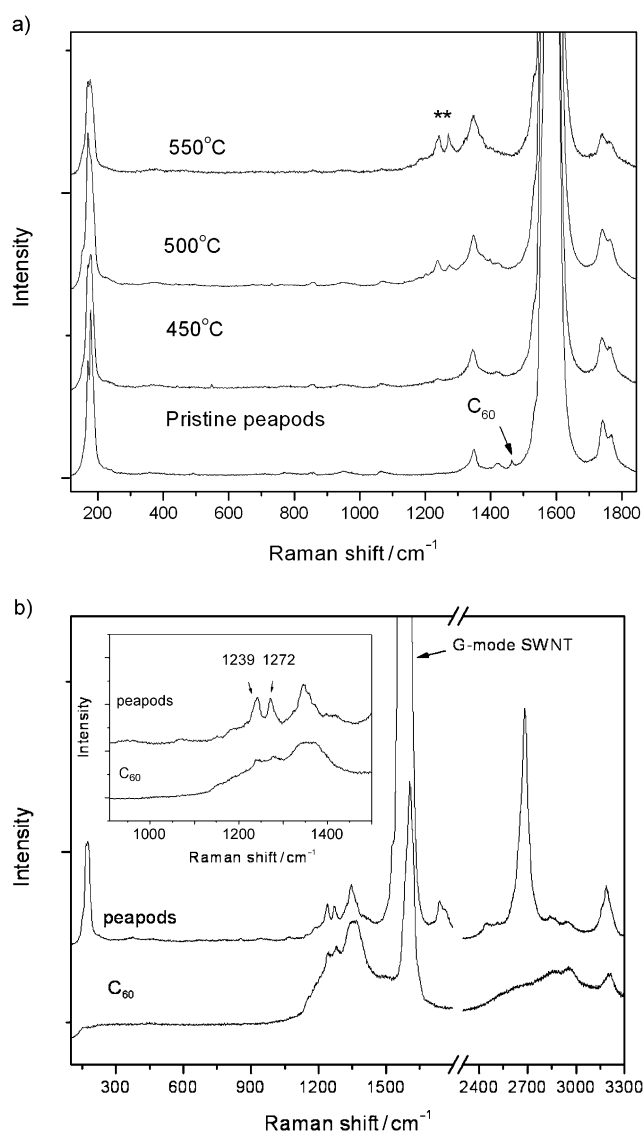 a)
**
550°C
500°C
450°C
Pristine peapods
C₆₀
Intensity
200 400 600 800 1000 1200 1400 1600 1800
Raman shift/cm⁻¹
b)
G-mode SWNT
1239 1272
peapods
C₆₀
Intensity
1000 1200 1400
Raman shift/cm⁻¹
Intensity
peapods
C₆₀
300 600 900 1200 1500 2400 2700 3000 3300
Raman shift/cm⁻¹